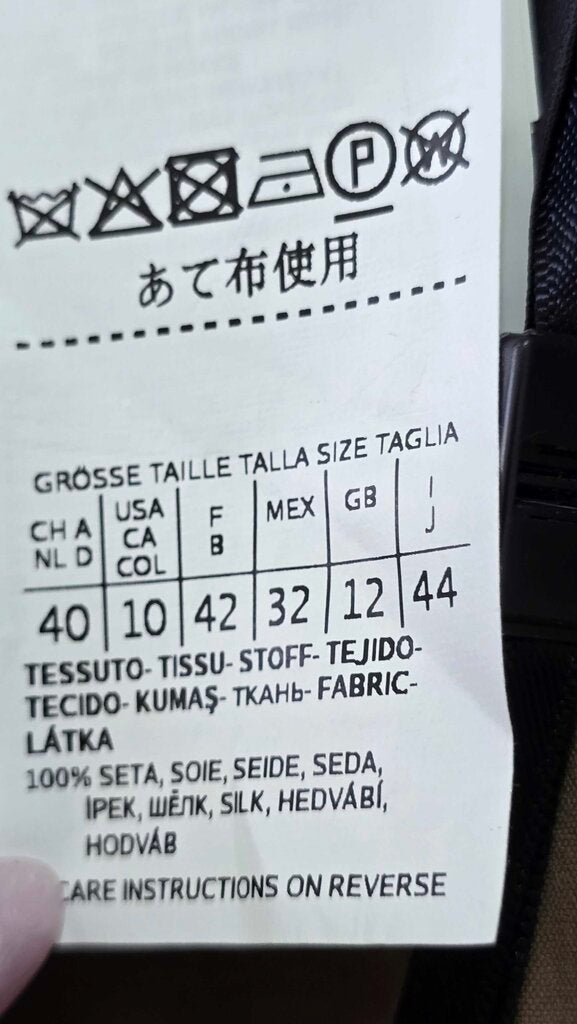 P W
あて布使用
GRÖSSE TAILLE TALLA SIZE TAGLIA
CH A NL D | USA CA COL | F B | MEX | GB | I J
40 | 10 | 42 | 32 | 12 | 44
TESSUTO- TISSU- STOFF- TEJIDO-
TECIDO- KUMAŞ- ТКАНЬ- FABRIC-
LÁTKA
100% SETA, SOIE, SEIDE, SEDA,
İPEK, ШЁЛК, SILK, HEDVÁBÍ,
HODVÁB
CARE INSTRUCTIONS ON REVERSE